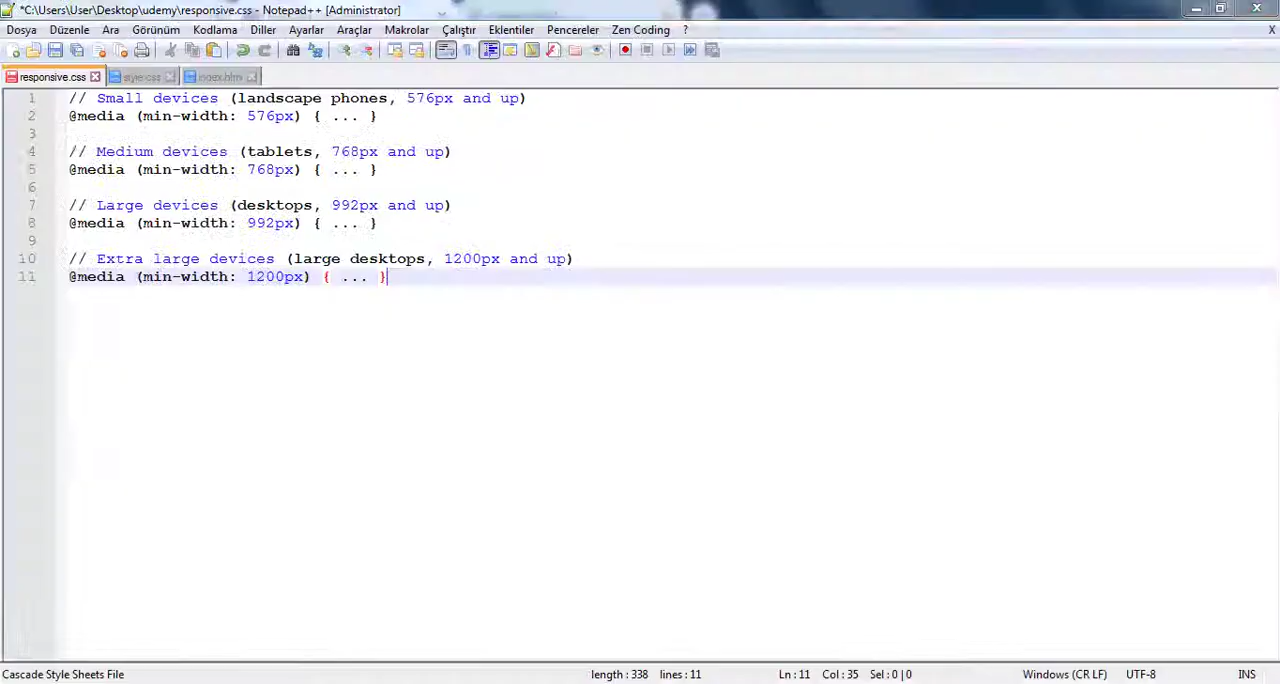 *C:\Users\User\Desktop\udemy\responsive.css - Notepad++ [Administrator]
Dosya Düzenle Ara Görünüm Kodlama Diller Ayarlar Araçlar Makrolar Çalıştır Eklentiler Pencereler Zen Coding ? X
responsive.css style.css index.html
1 // Small devices (landscape phones, 576px and up)
2 @media (min-width: 576px) { ... }
3
4 // Medium devices (tablets, 768px and up)
5 @media (min-width: 768px) { ... }
6
7 // Large devices (desktops, 992px and up)
8 @media (min-width: 992px) { ... }
9
10 // Extra large devices (large desktops, 1200px and up)
11 @media (min-width: 1200px) { ... }
Cascade Style Sheets File length : 338 lines : 11 Ln : 11 Col : 35 Sel : 0 | 0 Windows (CR LF) UTF-8 INS